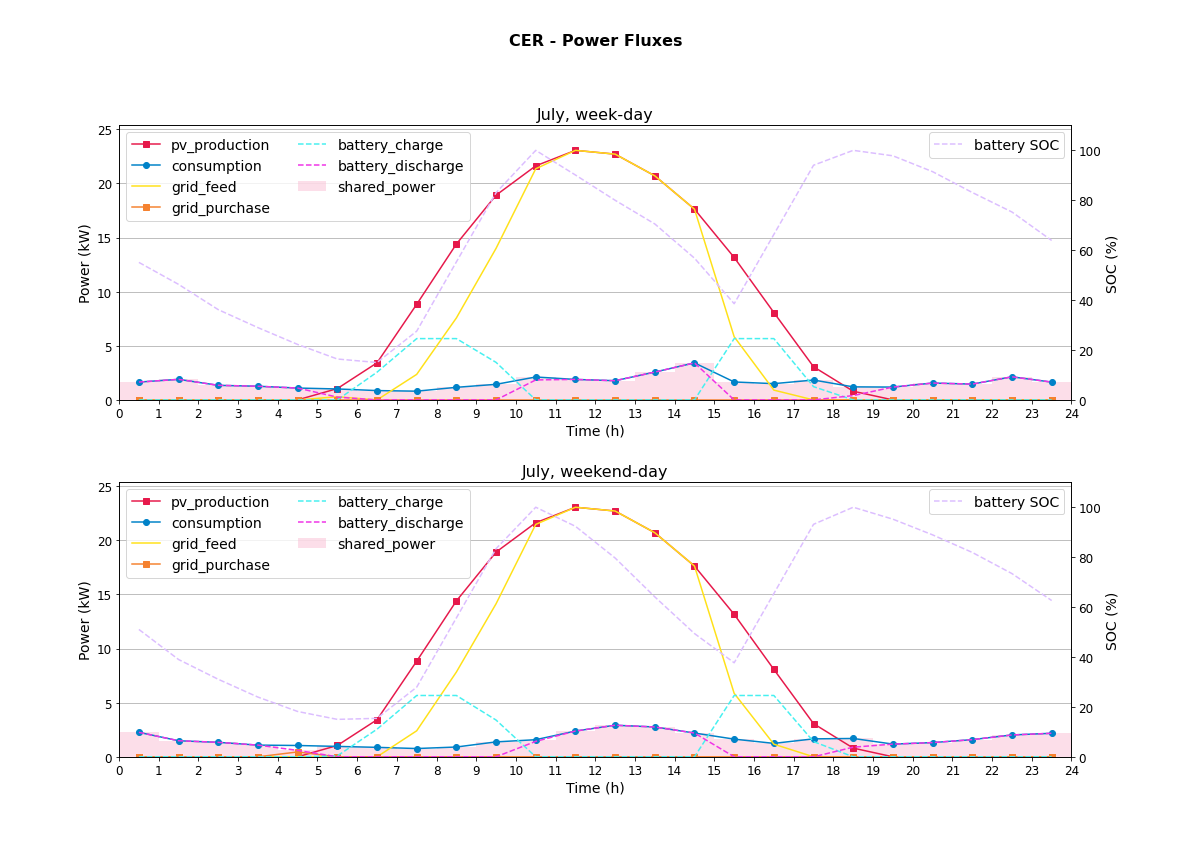 CER - Power Fluxes
July, week-day
pv_production
consumption
grid_feed
grid_purchase
battery_charge
battery_discharge
shared_power
battery SOC
Power (kW)
0
5
10
15
20
25
SOC (%)
0
20
40
60
80
100
0 1 2 3 4 5 6 7 8 9 10 11 12 13 14 15 16 17 18 19 20 21 22 23 24
Time (h)
July, weekend-day
pv_production
consumption
grid_feed
grid_purchase
battery_charge
battery_discharge
shared_power
battery SOC
Power (kW)
0
5
10
15
20
25
SOC (%)
0
20
40
60
80
100
0 1 2 3 4 5 6 7 8 9 10 11 12 13 14 15 16 17 18 19 20 21 22 23 24
Time (h)